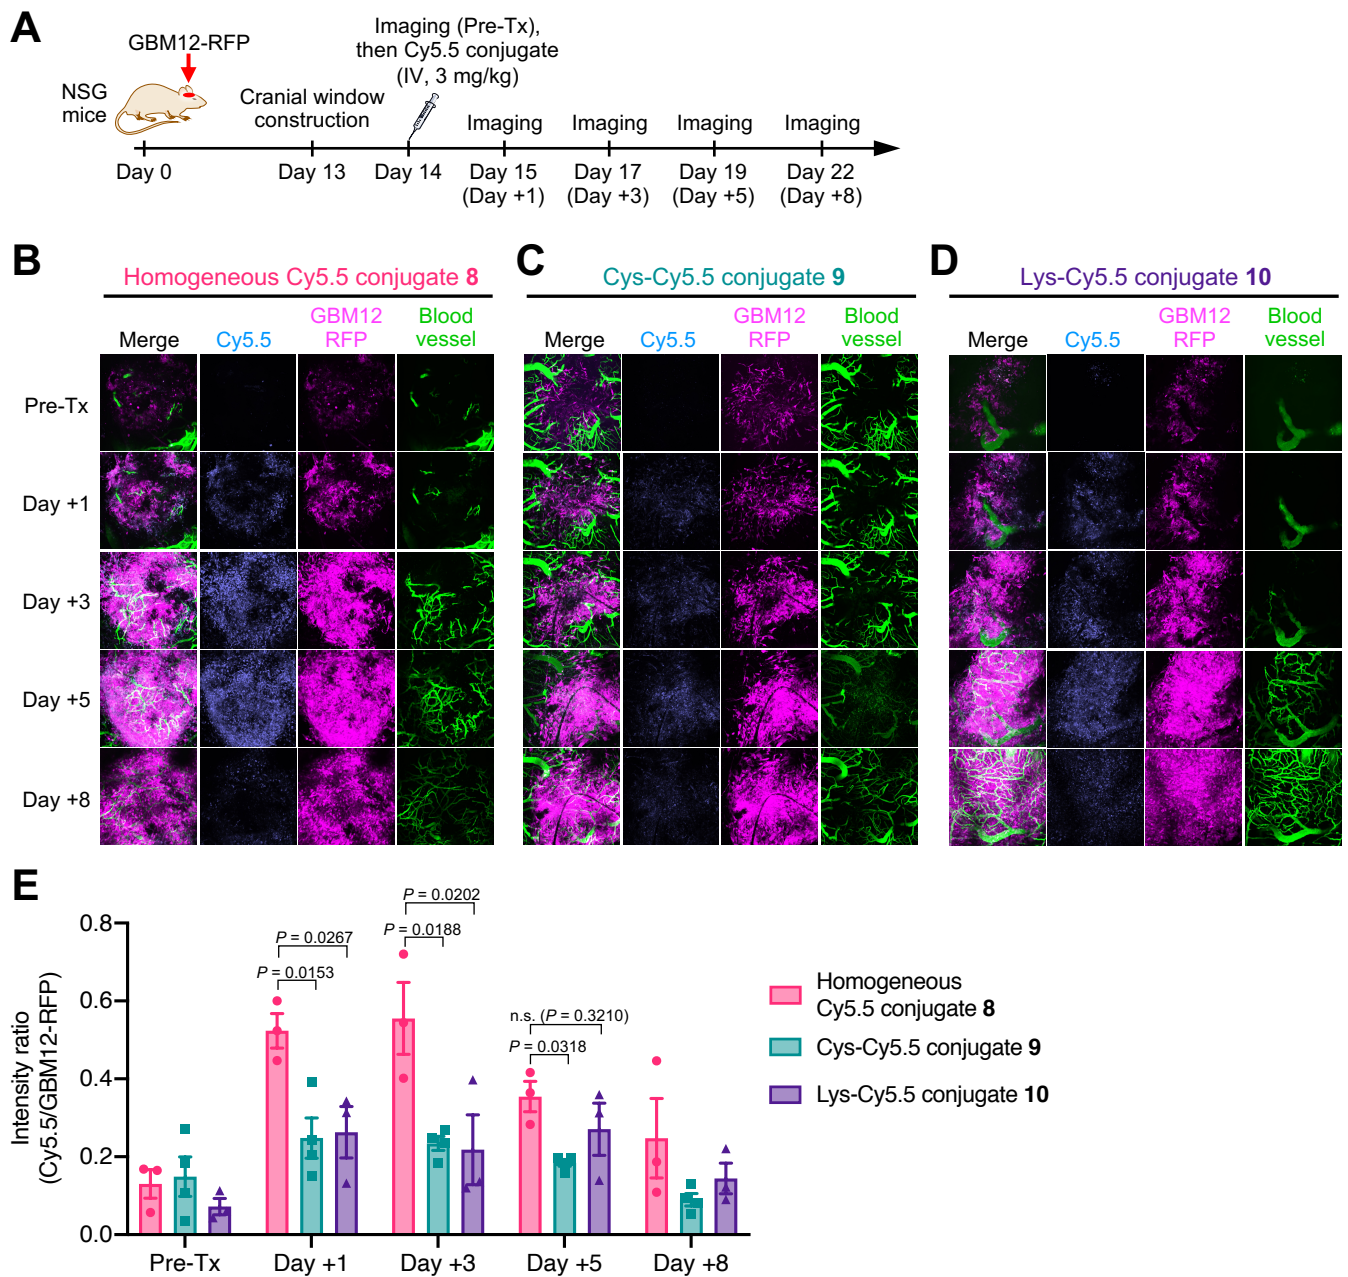 A
GBM12-RFP
NSG
mice
Cranial window
construction
Imaging (Pre-Tx),
then Cy5.5 conjugate
(IV, 3 mg/kg)
Imaging
Imaging
Imaging
Imaging
Day 0
Day 13
Day 14
Day 15
(Day +1)
Day 17
(Day +3)
Day 19
(Day +5)
Day 22
(Day +8)
B
Homogeneous Cy5.5 conjugate 8
Merge
Cy5.5
GBM12
RFP
Blood
vessel
Pre-Tx
Day +1
Day +3
Day +5
Day +8
C
Cys-Cy5.5 conjugate 9
Merge
Cy5.5
GBM12
RFP
Blood
vessel
D
Lys-Cy5.5 conjugate 10
Merge
Cy5.5
GBM12
RFP
Blood
vessel
E
Intensity ratio
(Cy5.5/GBM12-RFP)
0.8
0.6
0.4
0.2
0.0
P = 0.0267
P = 0.0153
P = 0.0202
P = 0.0188
n.s. (P = 0.3210)
P = 0.0318
Pre-Tx
Day +1
Day +3
Day +5
Day +8
Homogeneous
Cy5.5 conjugate 8
Cys-Cy5.5 conjugate 9
Lys-Cy5.5 conjugate 10